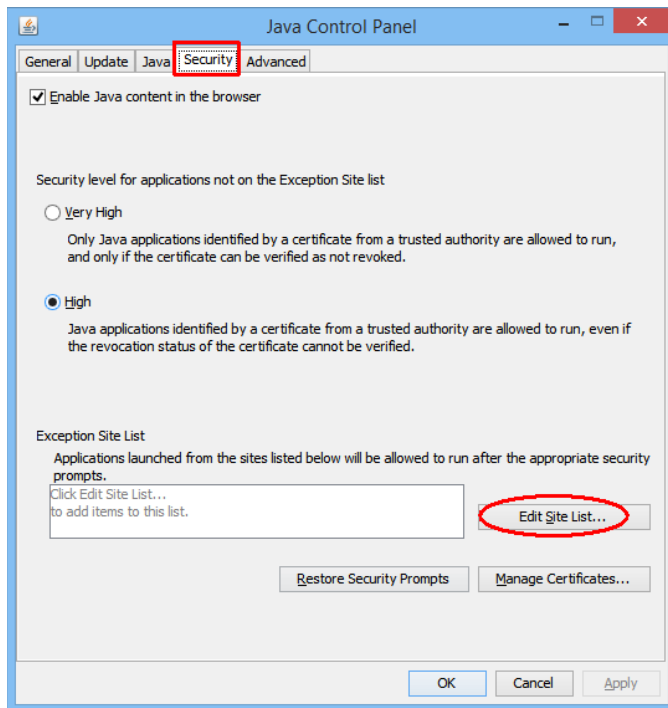 Java Control Panel
General Update Java Security Advanced
Enable Java content in the browser
Security level for applications not on the Exception Site list
Very High
Only Java applications identified by a certificate from a trusted authority are allowed to run,
and only if the certificate can be verified as not revoked.
High
Java applications identified by a certificate from a trusted authority are allowed to run, even if
the revocation status of the certificate cannot be verified.
Exception Site List
Applications launched from the sites listed below will be allowed to run after the appropriate security
prompts.
Click Edit Site List...
to add items to this list.
Edit Site List...
Restore Security Prompts Manage Certificates...
OK Cancel Apply